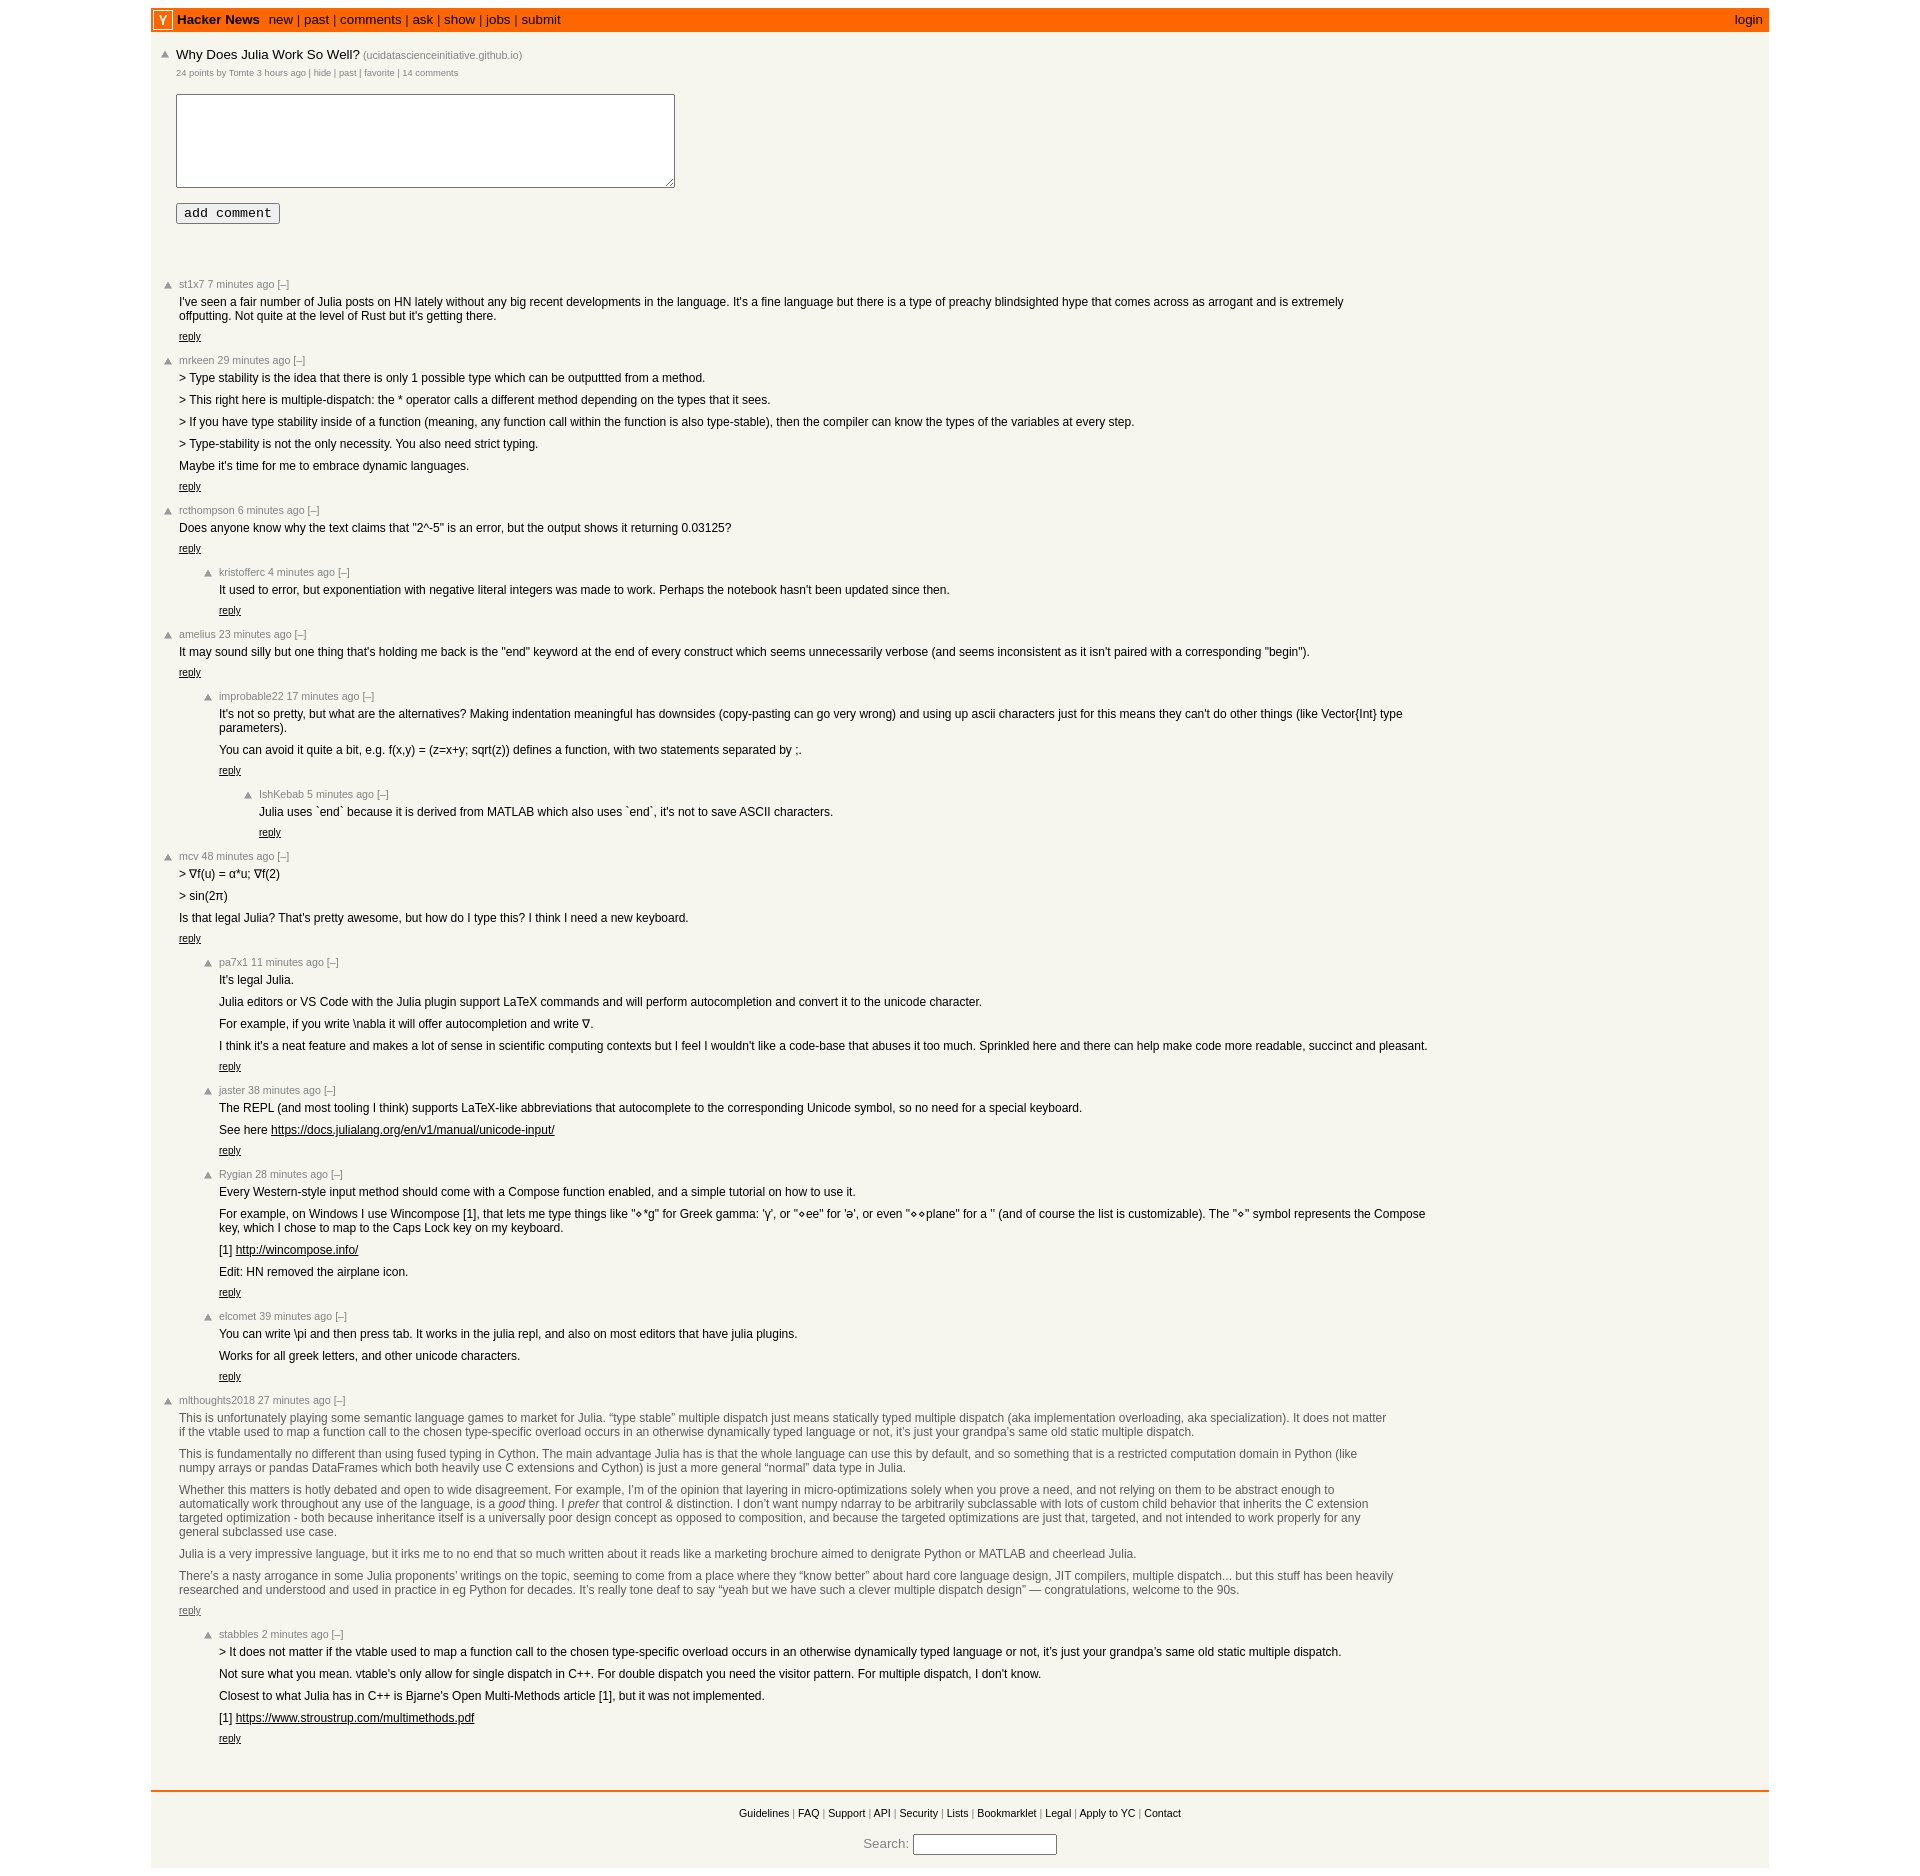 Y Hacker News new | past | comments | ask | show | jobs | submit login
Why Does Julia Work So Well? (ucidatascienceinitiative.github.io)
24 points by Tomte 3 hours ago | hide | past | favorite | 14 comments
add comment
st1x7 7 minutes ago [–]
I've seen a fair number of Julia posts on HN lately without any big recent developments in the language. It's a fine language but there is a type of preachy blindsighted hype that comes across as arrogant and is extremely
offputting. Not quite at the level of Rust but it's getting there.
reply
mrkeen 29 minutes ago [–]
> Type stability is the idea that there is only 1 possible type which can be outputtted from a method.
> This right here is multiple-dispatch: the * operator calls a different method depending on the types that it sees.
> If you have type stability inside of a function (meaning, any function call within the function is also type-stable), then the compiler can know the types of the variables at every step.
> Type-stability is not the only necessity. You also need strict typing.
Maybe it's time for me to embrace dynamic languages.
reply
rcthompson 6 minutes ago [–]
Does anyone know why the text claims that "2^-5" is an error, but the output shows it returning 0.03125?
reply
kristofferc 4 minutes ago [–]
It used to error, but exponentiation with negative literal integers was made to work. Perhaps the notebook hasn't been updated since then.
reply
amelius 23 minutes ago [–]
It may sound silly but one thing that's holding me back is the "end" keyword at the end of every construct which seems unnecessarily verbose (and seems inconsistent as it isn't paired with a corresponding "begin").
reply
improbable22 17 minutes ago [–]
It's not so pretty, but what are the alternatives? Making indentation meaningful has downsides (copy-pasting can go very wrong) and using up ascii characters just for this means they can't do other things (like Vector{Int} type
parameters).
You can avoid it quite a bit, e.g. f(x,y) = (z=x+y; sqrt(z)) defines a function, with two statements separated by ;.
reply
IshKebab 5 minutes ago [–]
Julia uses `end` because it is derived from MATLAB which also uses `end`, it's not to save ASCII characters.
reply
mcv 48 minutes ago [–]
> ∇f(u) = α*u; ∇f(2)
> sin(2π)
Is that legal Julia? That's pretty awesome, but how do I type this? I think I need a new keyboard.
reply
pa7x1 11 minutes ago [–]
It's legal Julia.
Julia editors or VS Code with the Julia plugin support LaTeX commands and will perform autocompletion and convert it to the unicode character.
For example, if you write \nabla it will offer autocompletion and write ∇.
I think it's a neat feature and makes a lot of sense in scientific computing contexts but I feel I wouldn't like a code-base that abuses it too much. Sprinkled here and there can help make code more readable, succinct and pleasant.
reply
jaster 38 minutes ago [–]
The REPL (and most tooling I think) supports LaTeX-like abbreviations that autocomplete to the corresponding Unicode symbol, so no need for a special keyboard.
See here https://docs.julialang.org/en/v1/manual/unicode-input/
reply
Rygian 28 minutes ago [–]
Every Western-style input method should come with a Compose function enabled, and a simple tutorial on how to use it.
For example, on Windows I use Wincompose [1], that lets me type things like "⋄*g" for Greek gamma: 'γ', or "⋄ee" for 'ə', or even "⋄⋄plane" for a '' (and of course the list is customizable). The "⋄" symbol represents the Compose
key, which I chose to map to the Caps Lock key on my keyboard.
[1] http://wincompose.info/
Edit: HN removed the airplane icon.
reply
elcomet 39 minutes ago [–]
You can write \pi and then press tab. It works in the julia repl, and also on most editors that have julia plugins.
Works for all greek letters, and other unicode characters.
reply
mlthoughts2018 27 minutes ago [–]
This is unfortunately playing some semantic language games to market for Julia. “type stable” multiple dispatch just means statically typed multiple dispatch (aka implementation overloading, aka specialization). It does not matter
if the vtable used to map a function call to the chosen type-specific overload occurs in an otherwise dynamically typed language or not, it’s just your grandpa’s same old static multiple dispatch.
This is fundamentally no different than using fused typing in Cython. The main advantage Julia has is that the whole language can use this by default, and so something that is a restricted computation domain in Python (like
numpy arrays or pandas DataFrames which both heavily use C extensions and Cython) is just a more general “normal” data type in Julia.
Whether this matters is hotly debated and open to wide disagreement. For example, I’m of the opinion that layering in micro-optimizations solely when you prove a need, and not relying on them to be abstract enough to
automatically work throughout any use of the language, is a good thing. I prefer that control & distinction. I don’t want numpy ndarray to be arbitrarily subclassable with lots of custom child behavior that inherits the C extension
targeted optimization - both because inheritance itself is a universally poor design concept as opposed to composition, and because the targeted optimizations are just that, targeted, and not intended to work properly for any
general subclassed use case.
Julia is a very impressive language, but it irks me to no end that so much written about it reads like a marketing brochure aimed to denigrate Python or MATLAB and cheerlead Julia.
There’s a nasty arrogance in some Julia proponents’ writings on the topic, seeming to come from a place where they “know better” about hard core language design, JIT compilers, multiple dispatch... but this stuff has been heavily
researched and understood and used in practice in eg Python for decades. It’s really tone deaf to say “yeah but we have such a clever multiple dispatch design” — congratulations, welcome to the 90s.
reply
stabbles 2 minutes ago [–]
> It does not matter if the vtable used to map a function call to the chosen type-specific overload occurs in an otherwise dynamically typed language or not, it’s just your grandpa’s same old static multiple dispatch.
Not sure what you mean. vtable's only allow for single dispatch in C++. For double dispatch you need the visitor pattern. For multiple dispatch, I don't know.
Closest to what Julia has in C++ is Bjarne's Open Multi-Methods article [1], but it was not implemented.
[1] https://www.stroustrup.com/multimethods.pdf
reply
Guidelines | FAQ | Support | API | Security | Lists | Bookmarklet | Legal | Apply to YC | Contact
Search: